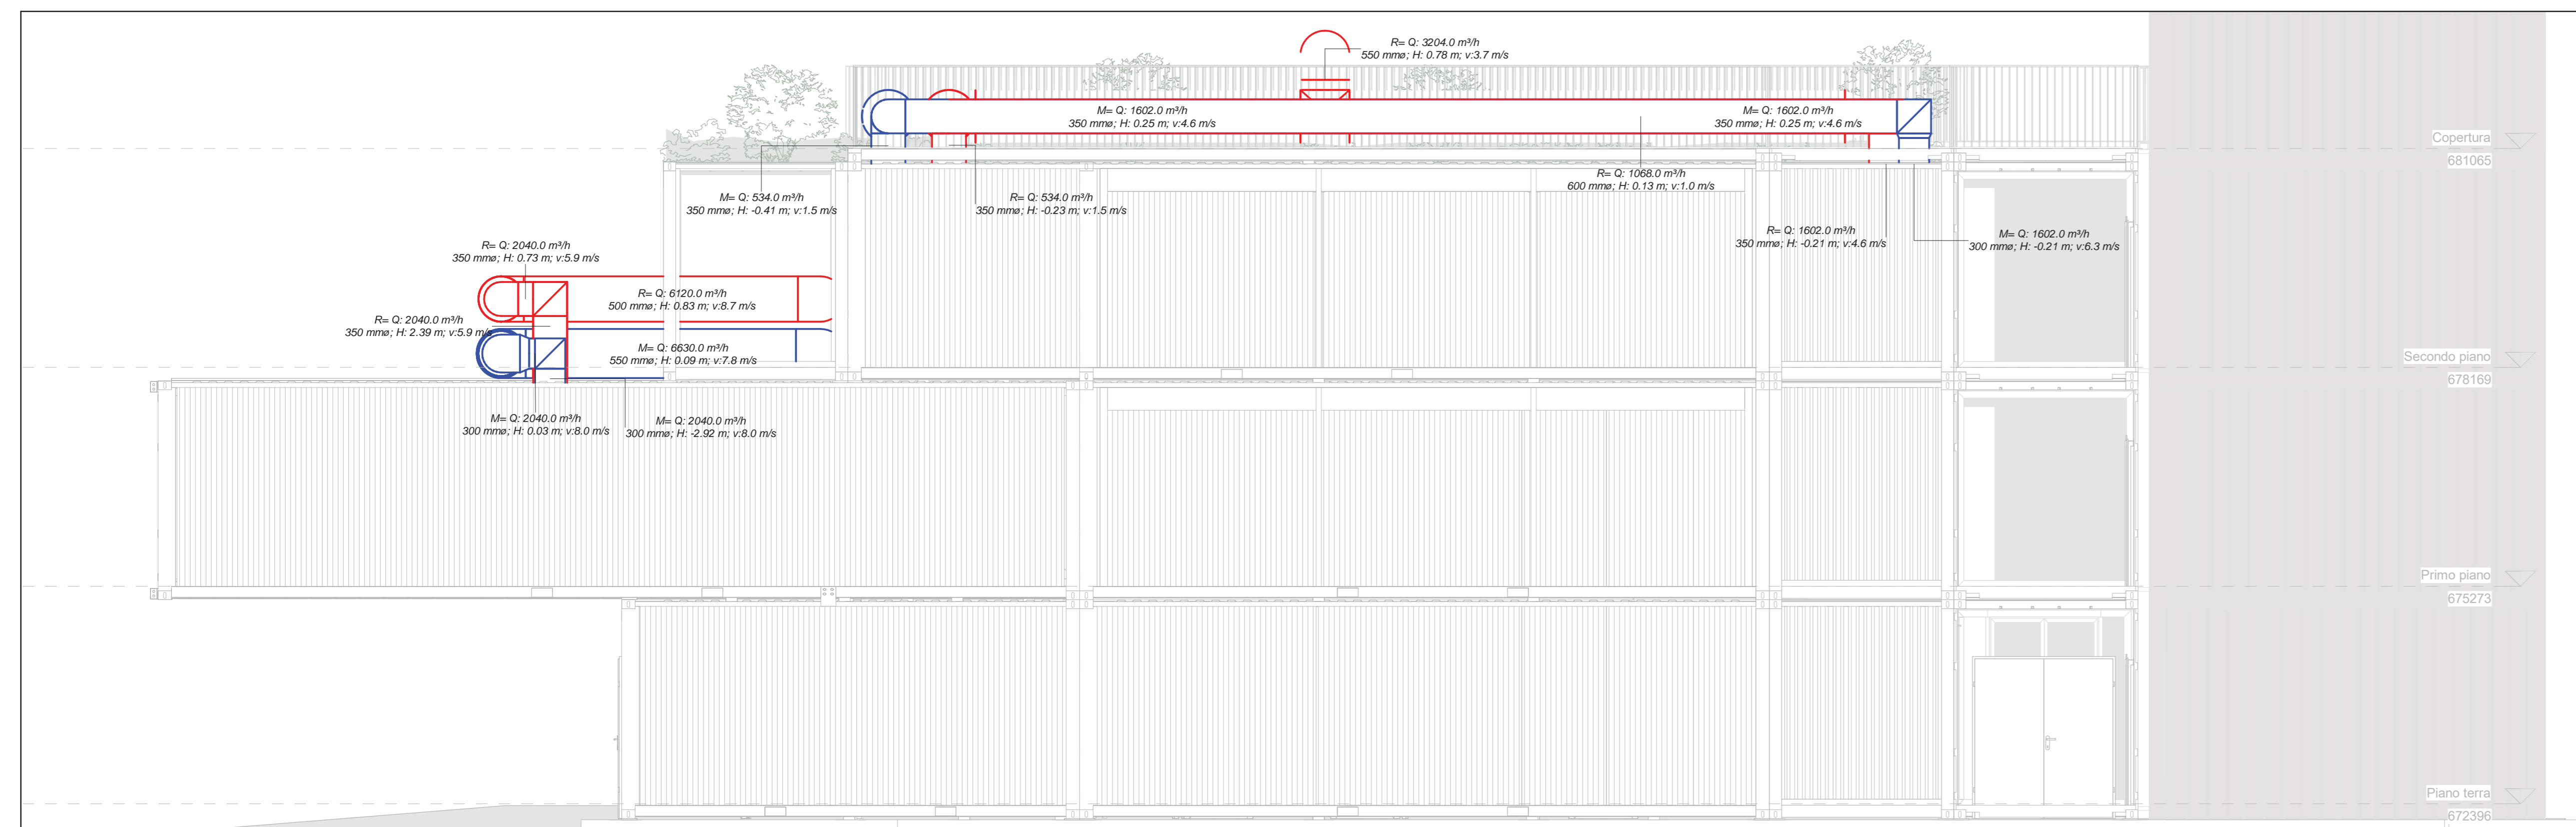 R= Q: 3204.0 m³/h
550 mmø; H: 0.78 m; v:3.7 m/s
M= Q: 1602.0 m³/h
350 mmø; H: 0.25 m; v:4.6 m/s
M= Q: 1602.0 m³/h
350 mmø; H: 0.25 m; v:4.6 m/s
Copertura
681065
R= Q: 1068.0 m³/h
600 mmø; H: 0.13 m; v:1.0 m/s
M= Q: 534.0 m³/h
350 mmø; H: -0.41 m; v:1.5 m/s
R= Q: 534.0 m³/h
350 mmø; H: -0.23 m; v:1.5 m/s
R= Q: 1602.0 m³/h
350 mmø; H: -0.21 m; v:4.6 m/s
M= Q: 1602.0 m³/h
300 mmø; H: -0.21 m; v:6.3 m/s
R= Q: 2040.0 m³/h
350 mmø; H: 0.73 m; v:5.9 m/s
R= Q: 6120.0 m³/h
500 mmø; H: 0.83 m; v:8.7 m/s
R= Q: 2040.0 m³/h
350 mmø; H: 2.39 m; v:5.9 m/s
M= Q: 6630.0 m³/h
550 mmø; H: 0.09 m; v:7.8 m/s
Secondo piano
678169
M= Q: 2040.0 m³/h
300 mmø; H: 0.03 m; v:8.0 m/s
M= Q: 2040.0 m³/h
300 mmø; H: -2.92 m; v:8.0 m/s
Primo piano
675273
Piano terra
672396